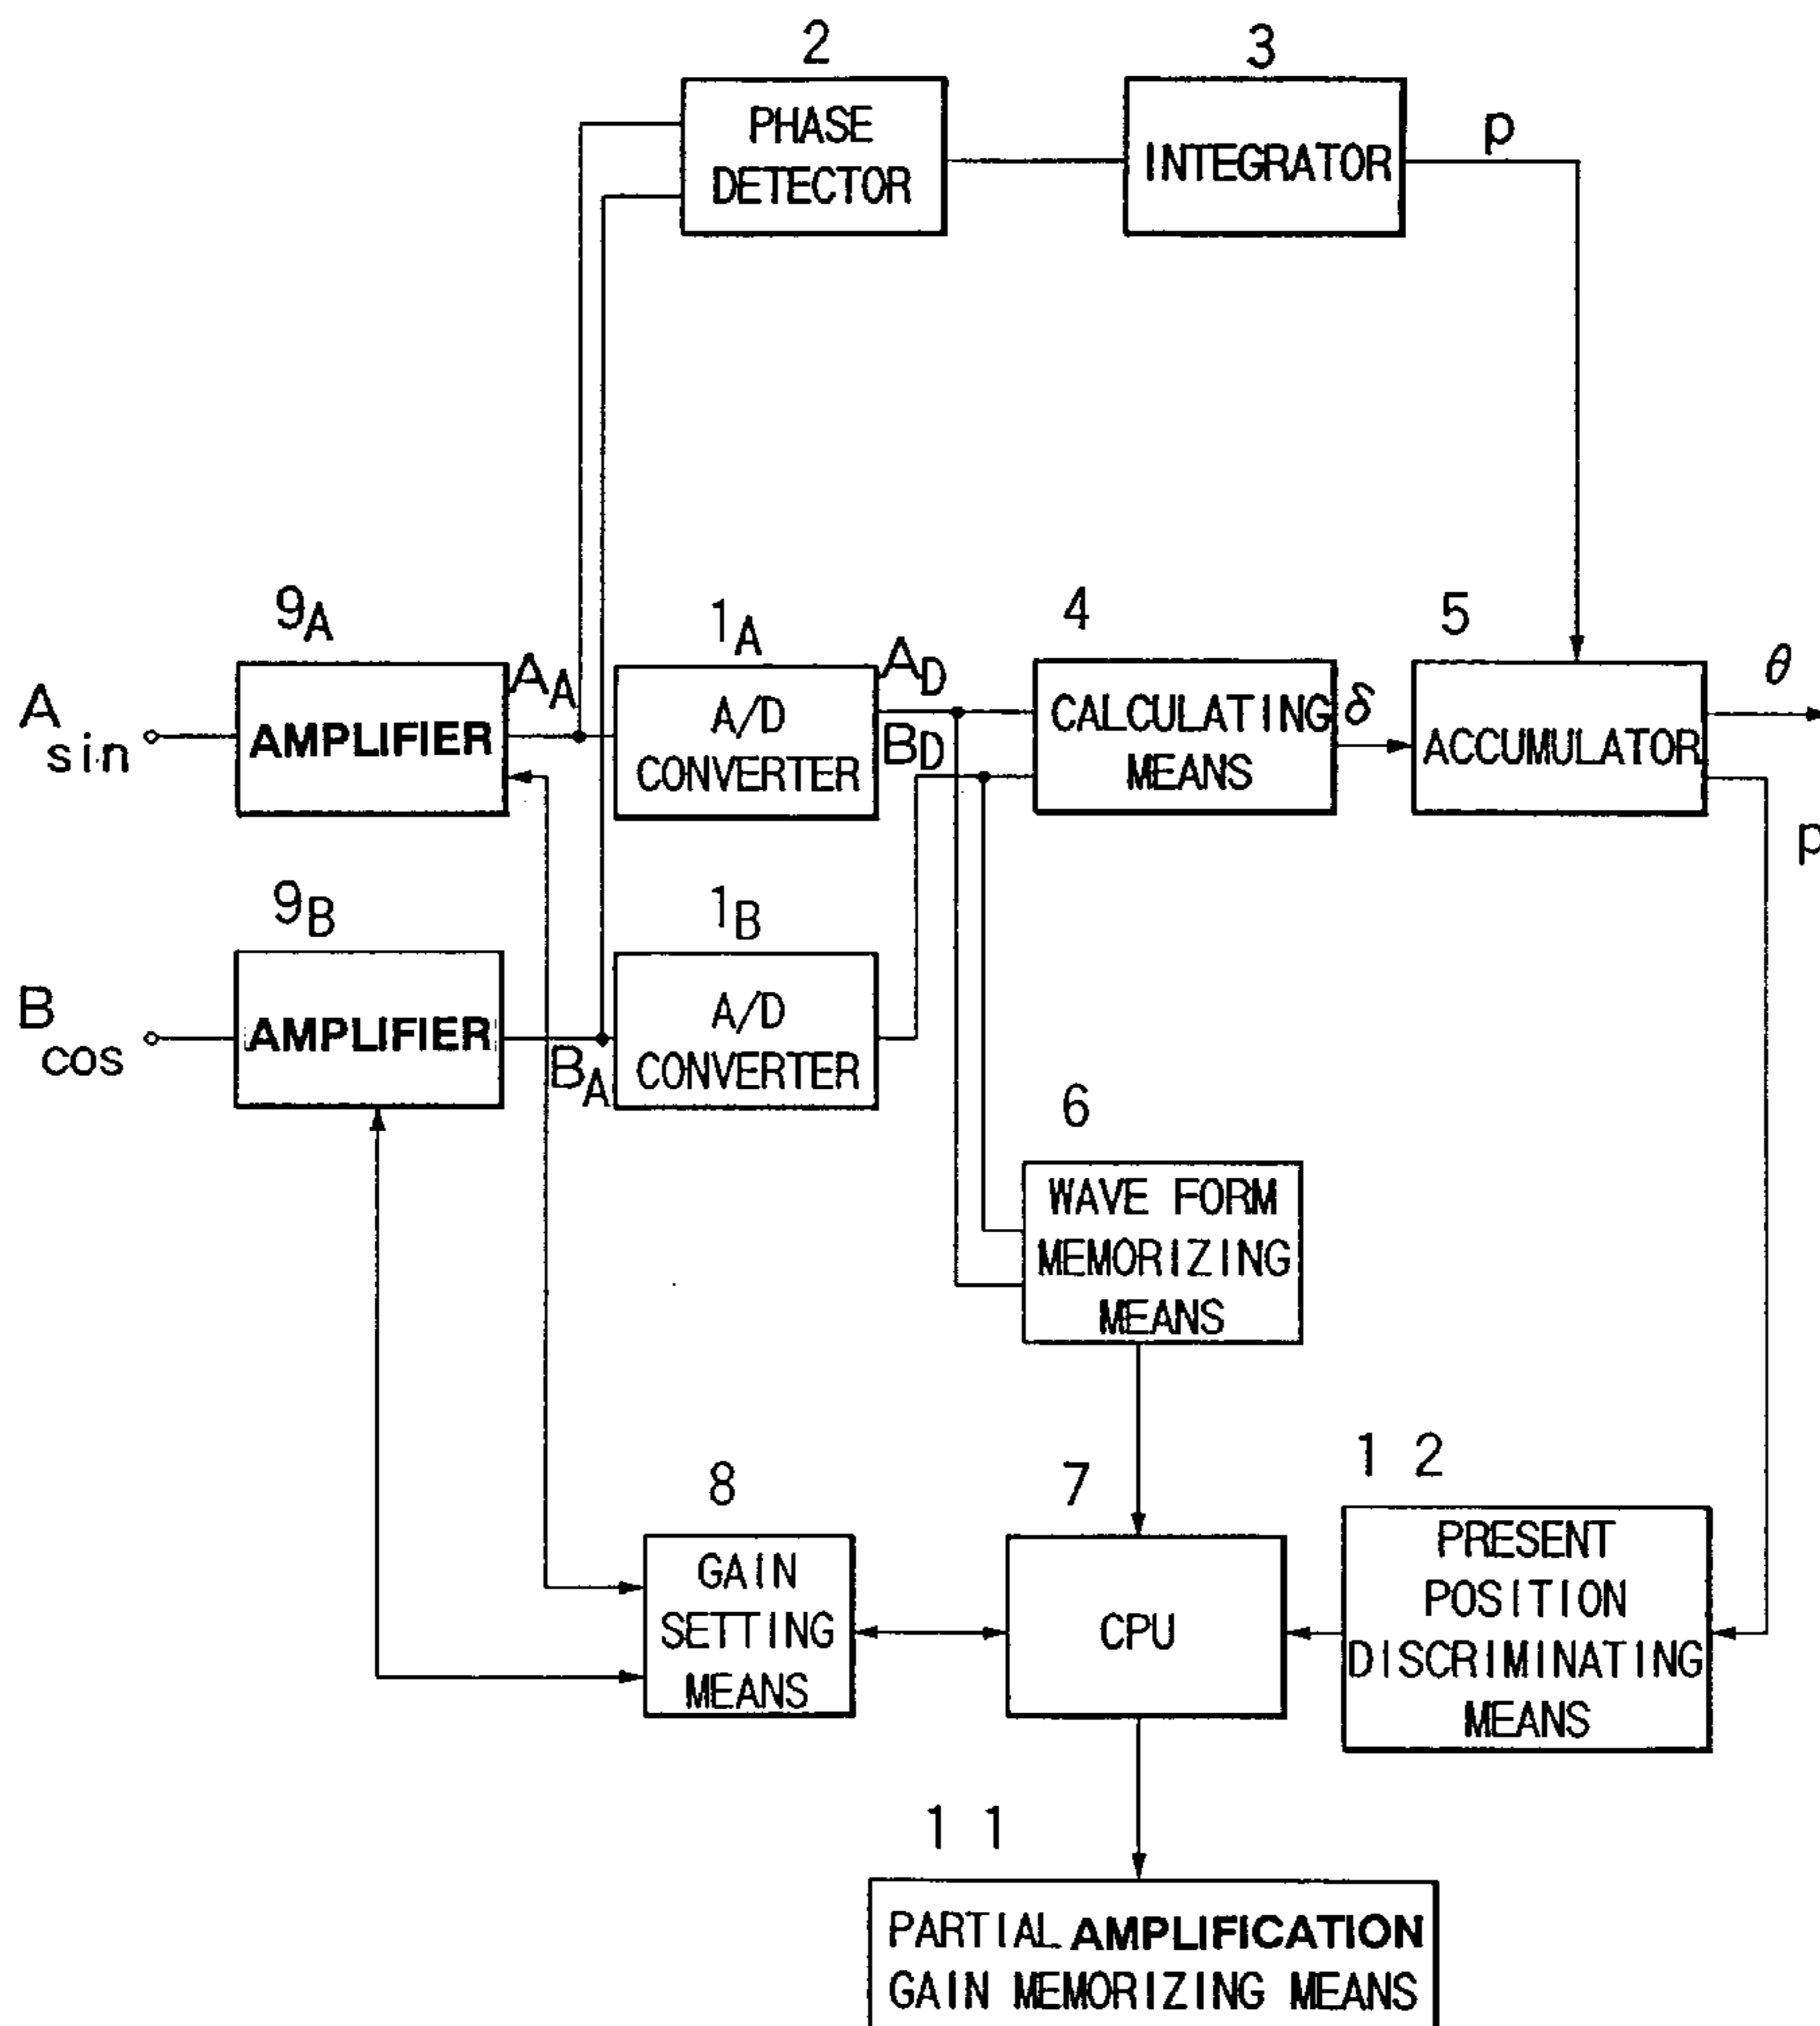 2
PHASE
DETECTOR
3
INTEGRATOR
p
9A
A sin
AMPLIFIER
AA
1A
A/D
CONVERTER
AD
BD
4
CALCULATING
MEANS
δ
5
ACCUMULATOR
θ
p
9B
B cos
AMPLIFIER
BA
1B
A/D
CONVERTER
6
WAVE FORM
MEMORIZING
MEANS
8
GAIN
SETTING
MEANS
7
CPU
1 2
PRESENT
POSITION
DISCRIMINATING
MEANS
1 1
PARTIAL AMPLIFICATION
GAIN MEMORIZING MEANS